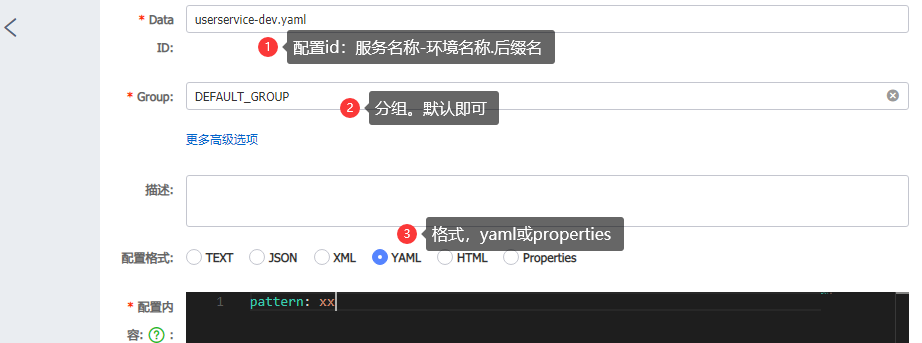 * Data ID: userservice-dev.yaml
1 配置id：服务名称-环境名称.后缀名
* Group: DEFAULT_GROUP
2 分组。默认即可
更多高级选项
描述:
3 格式，yaml或properties
配置格式: TEXT JSON XML YAML HTML Properties
* 配置内容: ? : 1 pattern: xx